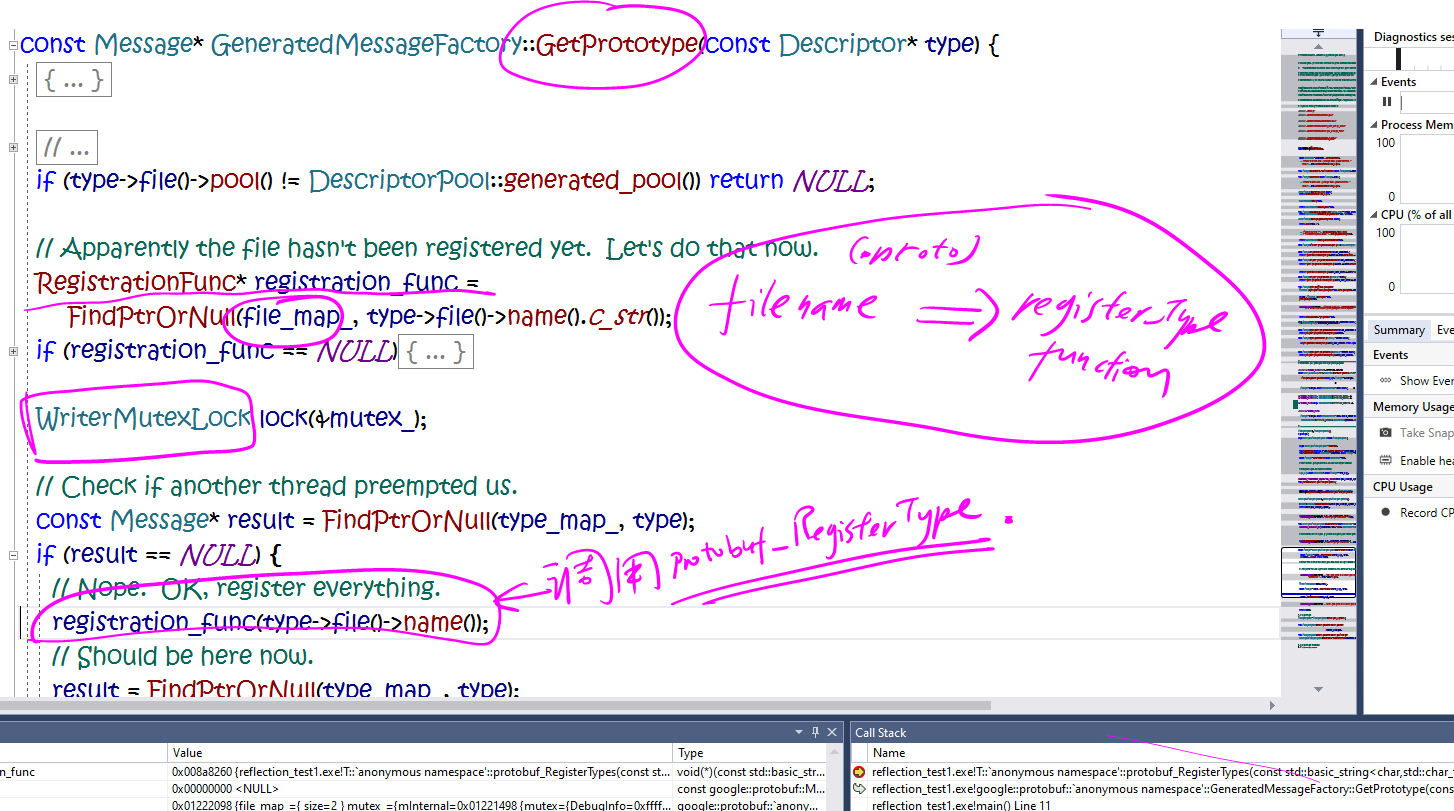 const Message* GeneratedMessageFactory::GetPrototype(const Descriptor* type) {
{ ... }
// ...
if (type->file()->pool() != DescriptorPool::generated_pool()) return NULL;
// Apparently the file hasn't been registered yet.  Let's do that now.
RegistrationFunc* registration_func =
FindPtrOrNull(file_map_, type->file()->name().c_str());
if (registration_func == NULL){ ... }
WriterMutexLock lock(&mutex_);
// Check if another thread preempted us.
const Message* result = FindPtrOrNull(type_map_, type);
if (result == NULL) {
// Nope.  OK, register everything.
registration_func(type->file()->name());
// Should be here now.
result = FindPtrOrNull(type_map_, type);
(.proto)
filename => register_Type
function
调用 protobuf_RegisterType.
Diagnostics ses
Events
Process Mem
100
0
CPU (% of all
100
0
Summary Eve
Events
Show Ever
Memory Usage
Take Snap
Enable hea
CPU Usage
Record CP
Value Type
n_func 0x008a8260 {reflection_test1.exe!T::`anonymous namespace'::protobuf_RegisterTypes(const st... void(*)(const std::basic_str...
0x00000000 <NULL> const google::protobuf::M...
0x01222098 {file_map_={ size=2 } mutex_={mInternal=0x01221498 {mutex={DebugInfo=0xffff... google::protobuf::`anony...
Call Stack
Name
reflection_test1.exe!T::`anonymous namespace'::protobuf_RegisterTypes(const std::basic_string<char,std::char_
reflection_test1.exe!google::protobuf::`anonymous namespace'::GeneratedMessageFactory::GetPrototype(cons
reflection_test1.exe!main() Line 11